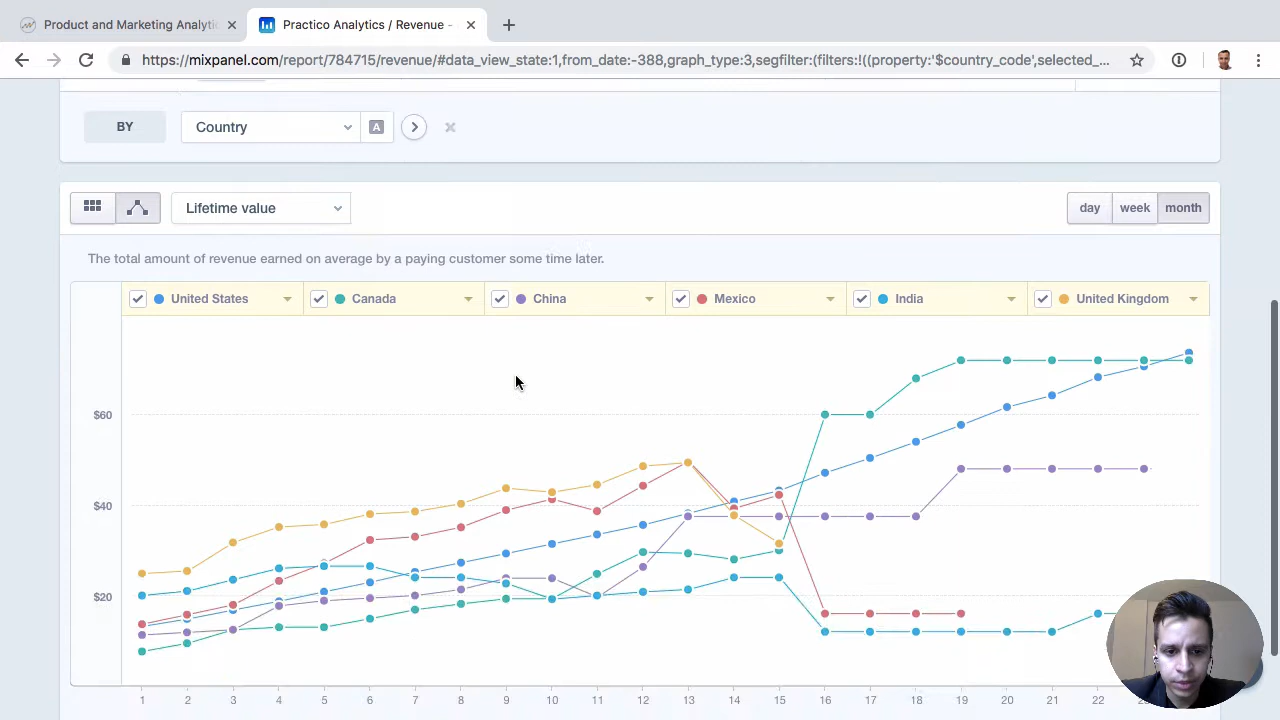 Product and Marketing Analyti
Practico Analytics / Revenue -
https://mixpanel.com/report/784715/revenue/#data_view_state:1,from_date:-388,graph_type:3,segfilter:(filters:!((property:'$country_code',selected_...
BY
Country
A
Lifetime value
day
week
month
The total amount of revenue earned on average by a paying customer some time later.
United States
Canada
China
Mexico
India
United Kingdom
$60
$40
$20
1 2 3 4 5 6 7 8 9 10 11 12 13 14 15 16 17 18 19 20 21 22